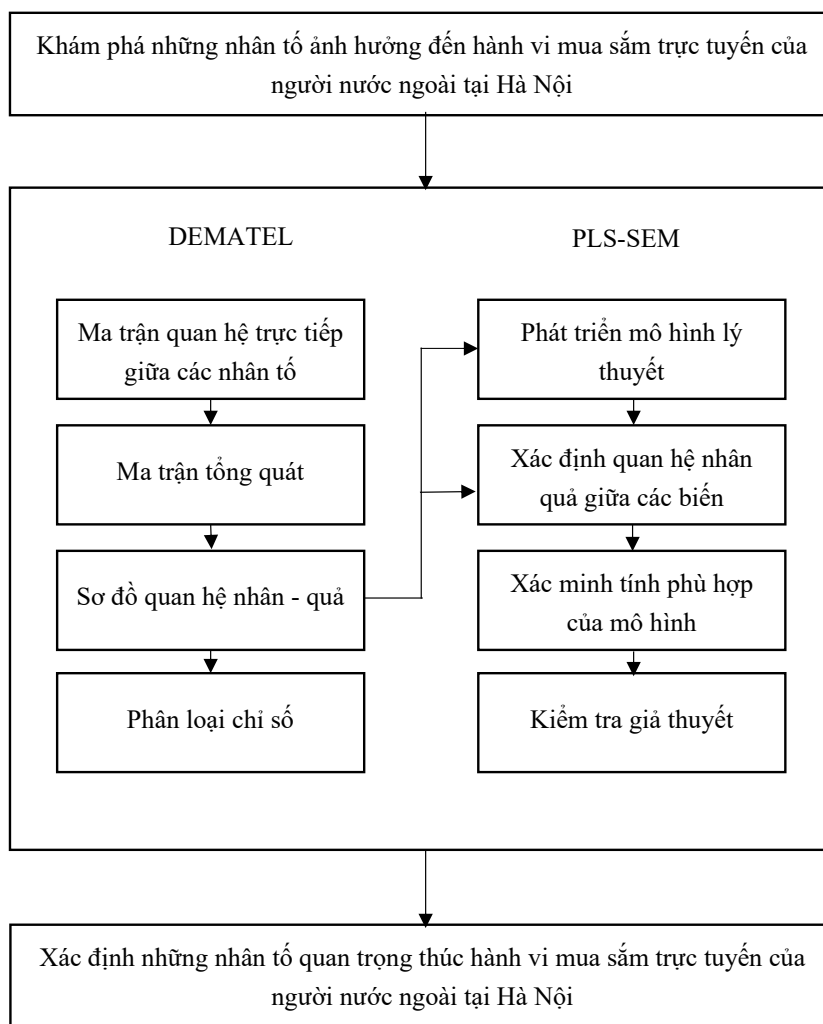 Khám phá những nhân tố ảnh hưởng đến hành vi mua sắm trực tuyến của
người nước ngoài tại Hà Nội
DEMATEL
Ma trận quan hệ trực tiếp
giữa các nhân tố
Ma trận tổng quát
Sơ đồ quan hệ nhân - quả
Phân loại chỉ số
PLS-SEM
Phát triển mô hình lý
thuyết
Xác định quan hệ nhân
quả giữa các biến
Xác minh tính phù hợp
của mô hình
Kiểm tra giả thuyết
Xác định những nhân tố quan trọng thúc hành vi mua sắm trực tuyến của
người nước ngoài tại Hà Nội